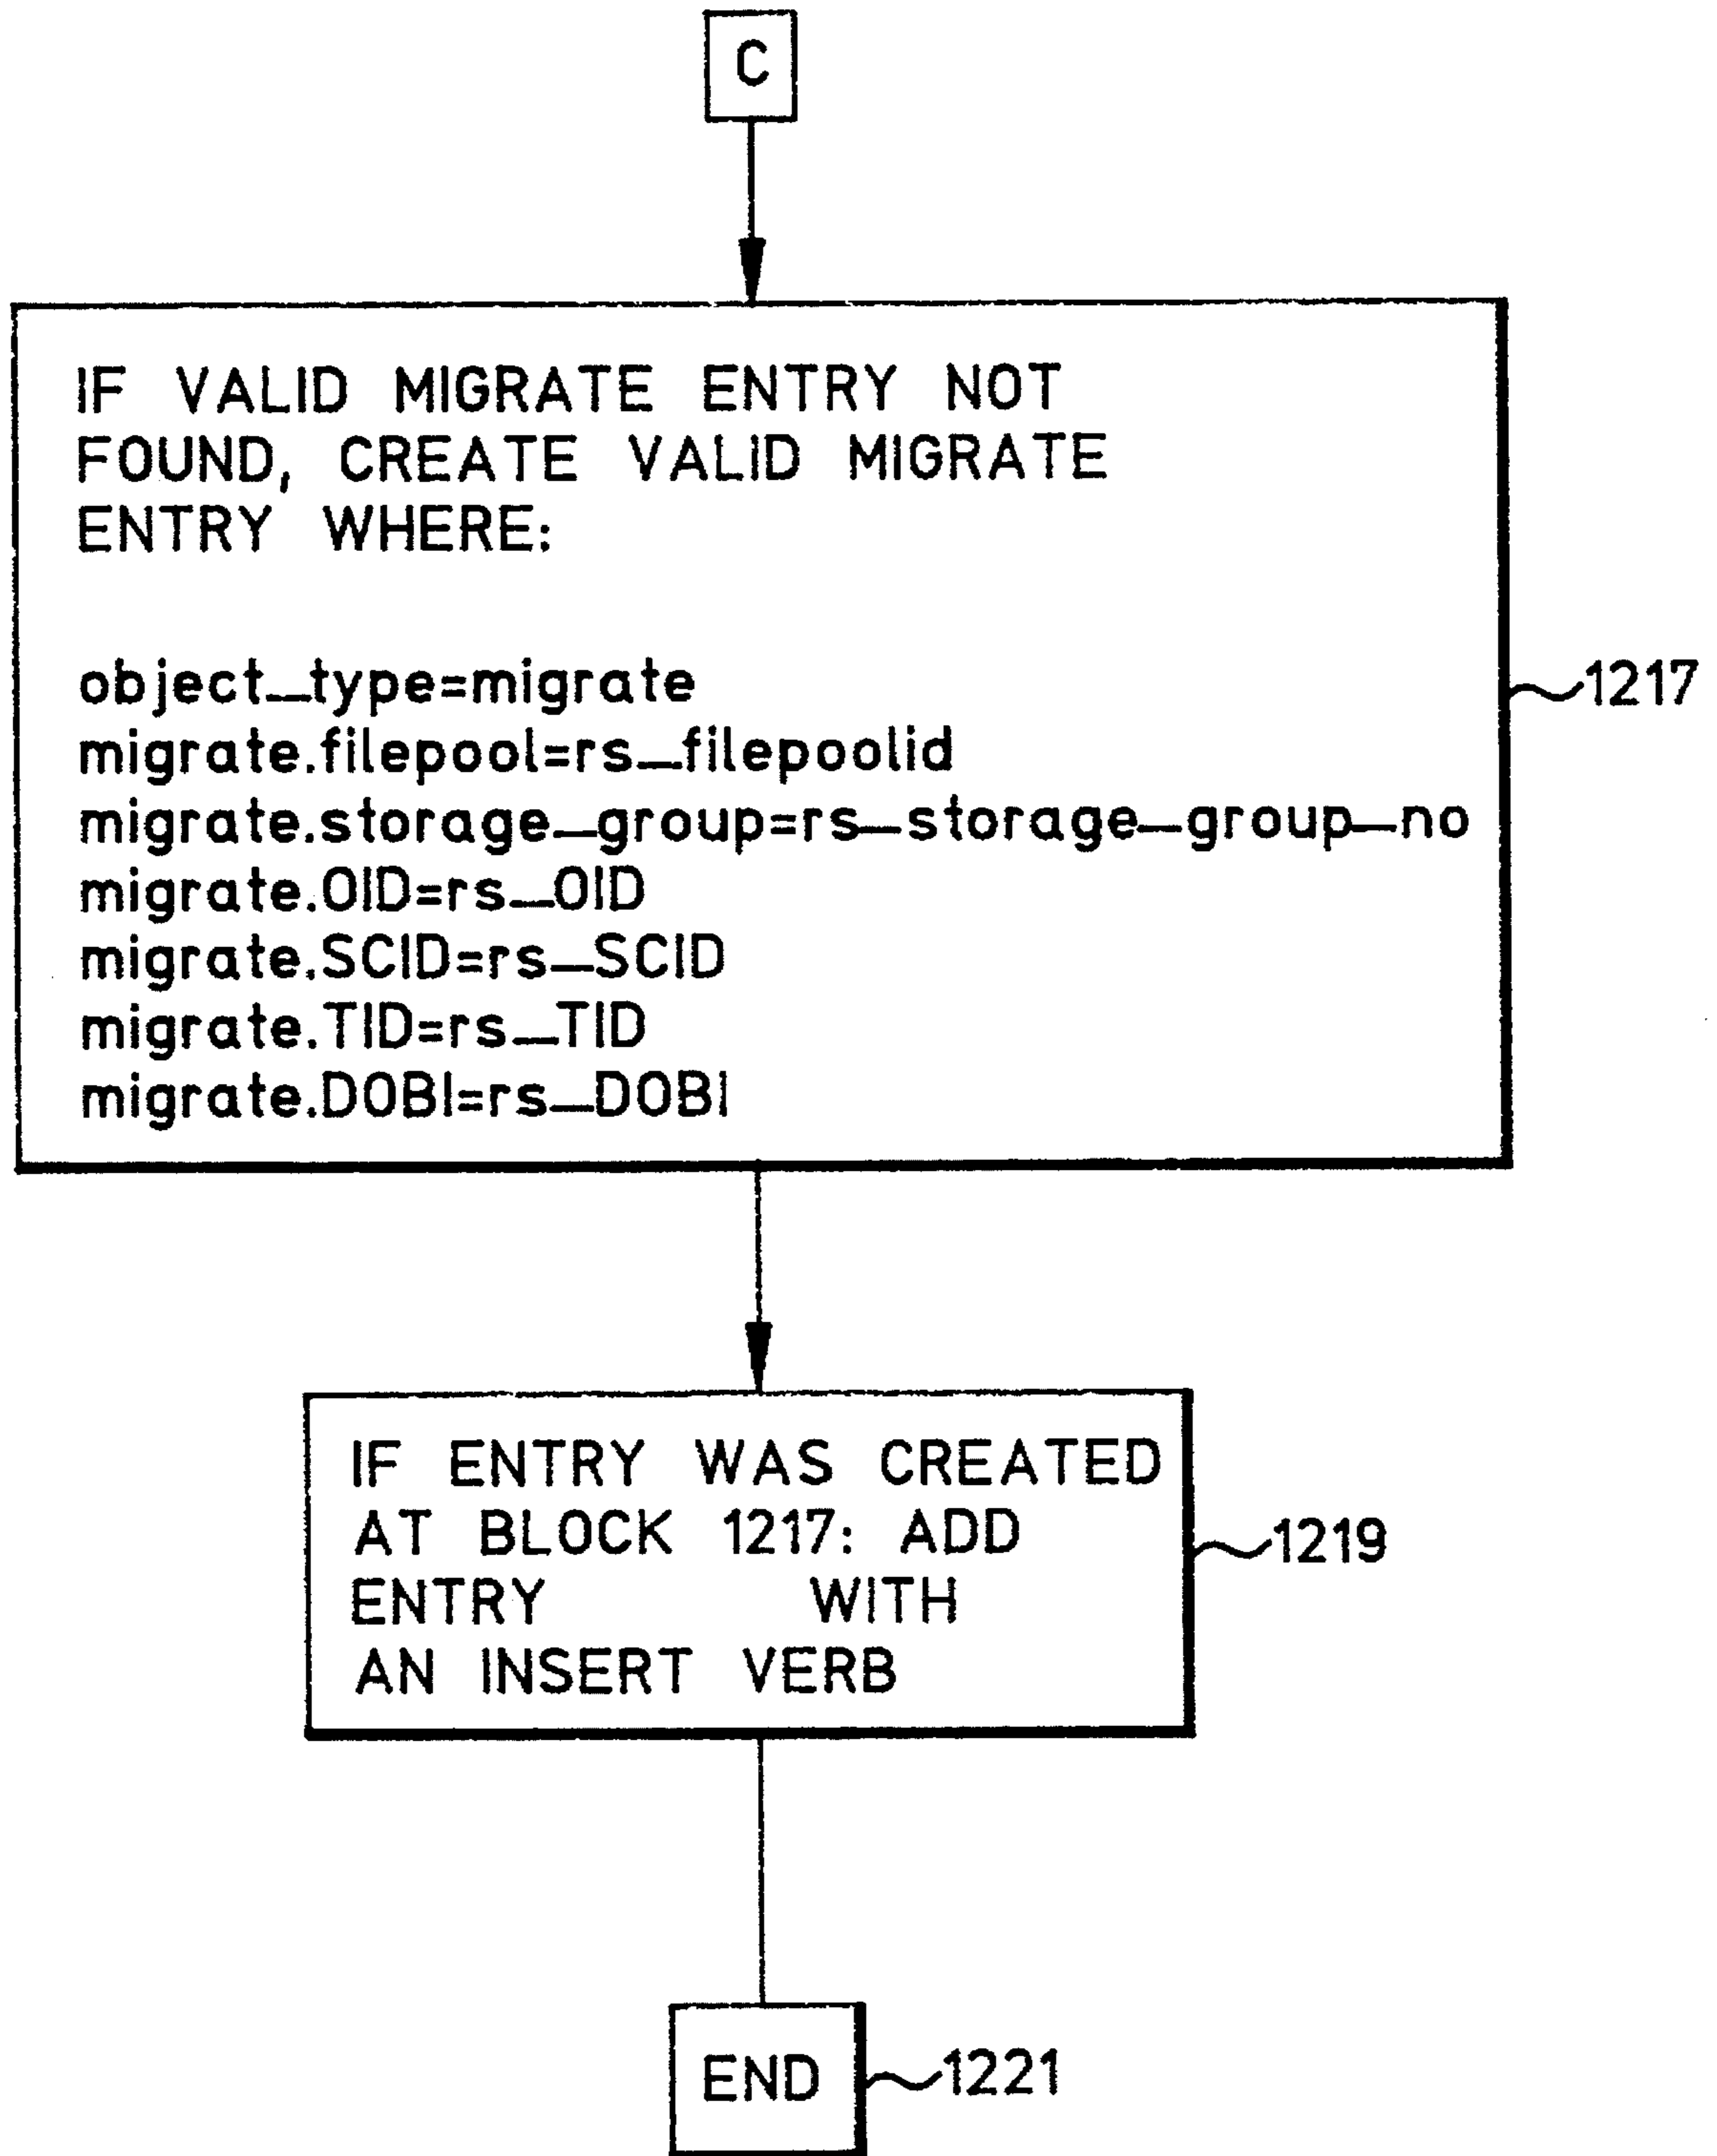 C
IF VALID MIGRATE ENTRY NOT
FOUND, CREATE VALID MIGRATE
ENTRY WHERE:
object_type=migrate
migrate.filepool=rs_filepoolid
migrate.storage_group=rs_storage_group_no
migrate.OID=rs_OID
migrate.SCID=rs_SCID
migrate.TID=rs_TID
migrate.DOBI=rs_DOBI
1217
IF ENTRY WAS CREATED
AT BLOCK 1217: ADD
ENTRY WITH
AN INSERT VERB
1219
END
1221